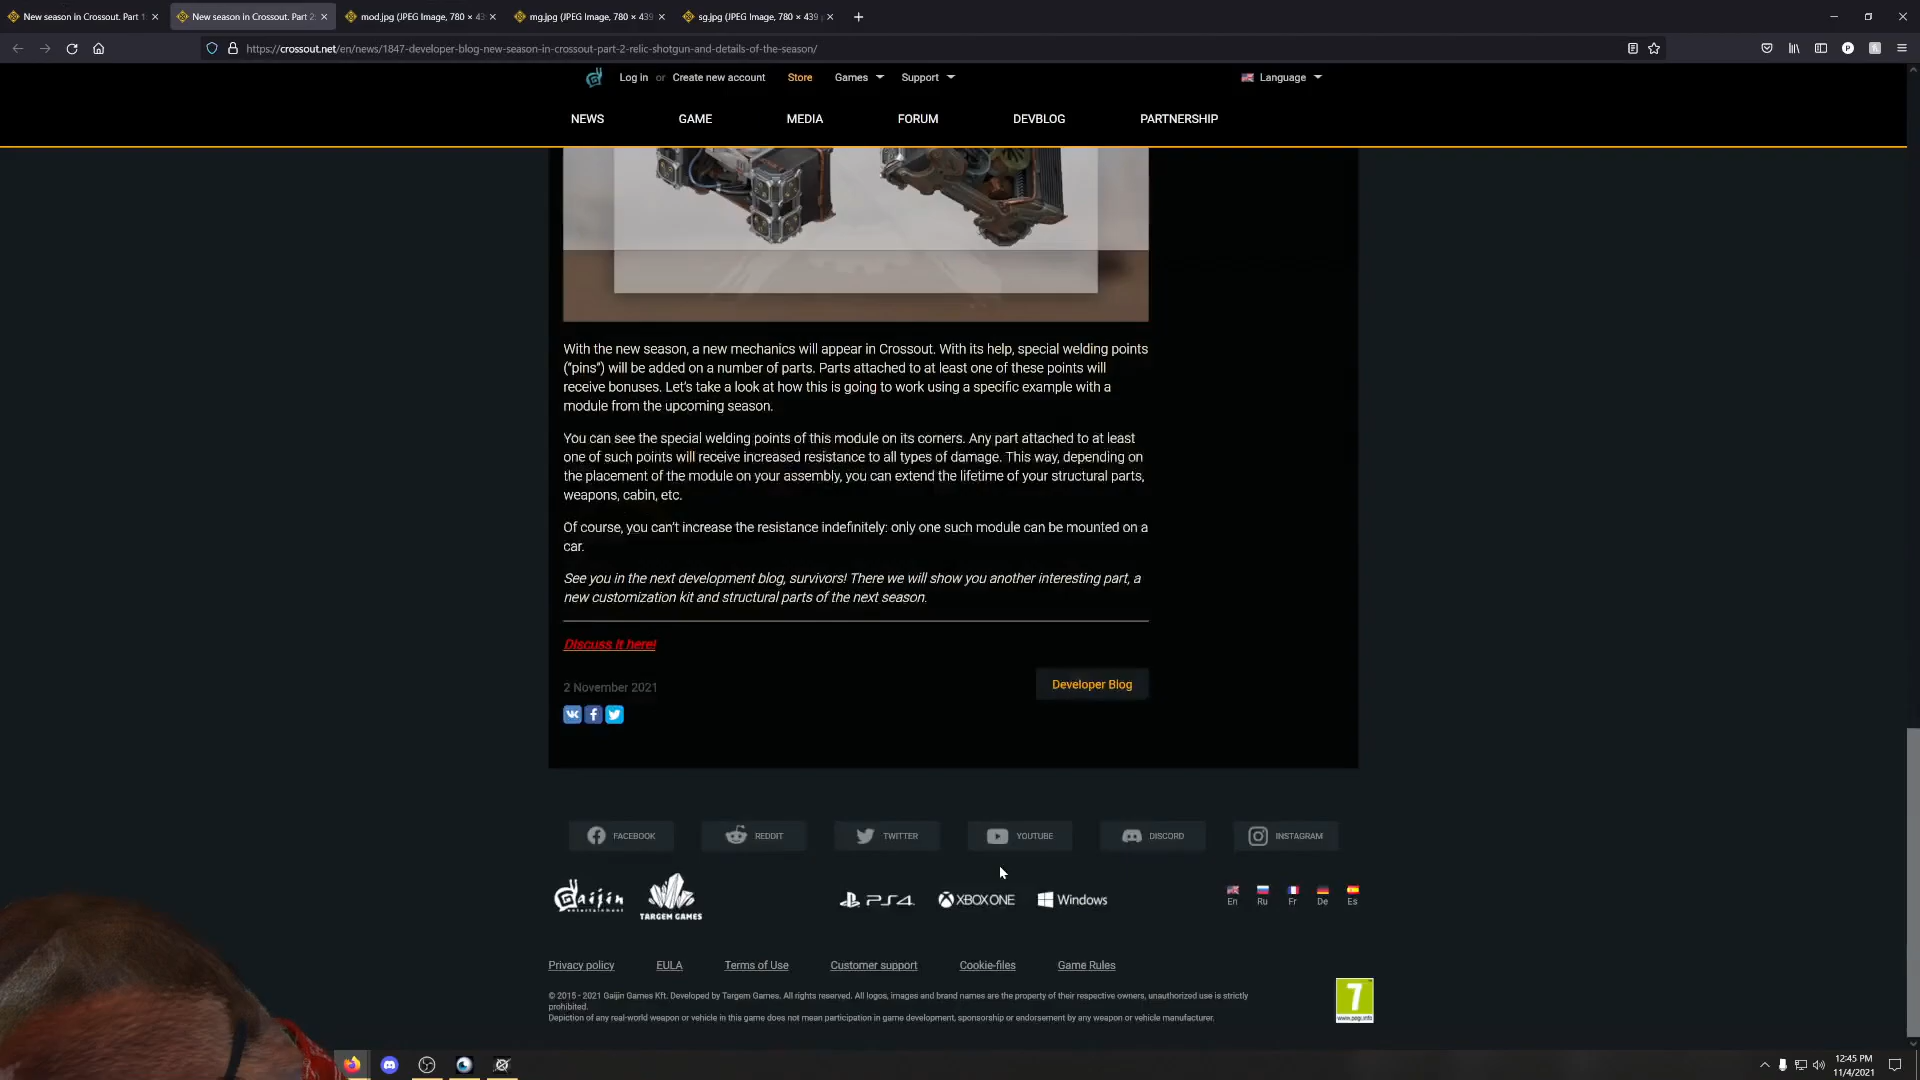 New season in Crossout. Part 1
New season in Crossout. Part 2
mod.jpg (JPEG Image, 780 × 43
mg.jpg (JPEG Image, 780 × 439
sg.jpg (JPEG Image, 780 × 439
https://crossout.net/en/news/1847-developer-blog-new-season-in-crossout-part-2-relic-shotgun-and-details-of-the-season/
Log in or Create new account Store Games Support Language
NEWS GAME MEDIA FORUM DEVBLOG PARTNERSHIP
With the new season, a new mechanics will appear in Crossout. With its help, special welding points
(“pins”) will be added on a number of parts. Parts attached to at least one of these points will
receive bonuses. Let’s take a look at how this is going to work using a specific example with a
module from the upcoming season.
You can see the special welding points of this module on its corners. Any part attached to at least
one of such points will receive increased resistance to all types of damage. This way, depending on
the placement of the module on your assembly, you can extend the lifetime of your structural parts,
weapons, cabin, etc.
Of course, you can’t increase the resistance indefinitely: only one such module can be mounted on a
car.
See you in the next development blog, survivors! There we will show you another interesting part, a
new customization kit and structural parts of the next season.
Discuss it here!
Developer Blog
2 November 2021
FACEBOOK REDDIT TWITTER YOUTUBE DISCORD INSTAGRAM
Gaijin entertainment TARGEM GAMES PS4 XBOX ONE Windows
En Ru Fr De Es
Privacy policy EULA Terms of Use Customer support Cookie-files Game Rules
© 2015 - 2021 Gaijin Games Kft. Developed by Targem Games. All rights reserved. All logos, images and brand names are the property of their respective owners, unauthorized use is strictly
prohibited.
Depiction of any real-world weapon or vehicle in this game does not mean participation in game development, sponsorship or endorsement by any weapon or vehicle manufacturer.
7
www.pegi.info
12:45 PM
11/4/2021